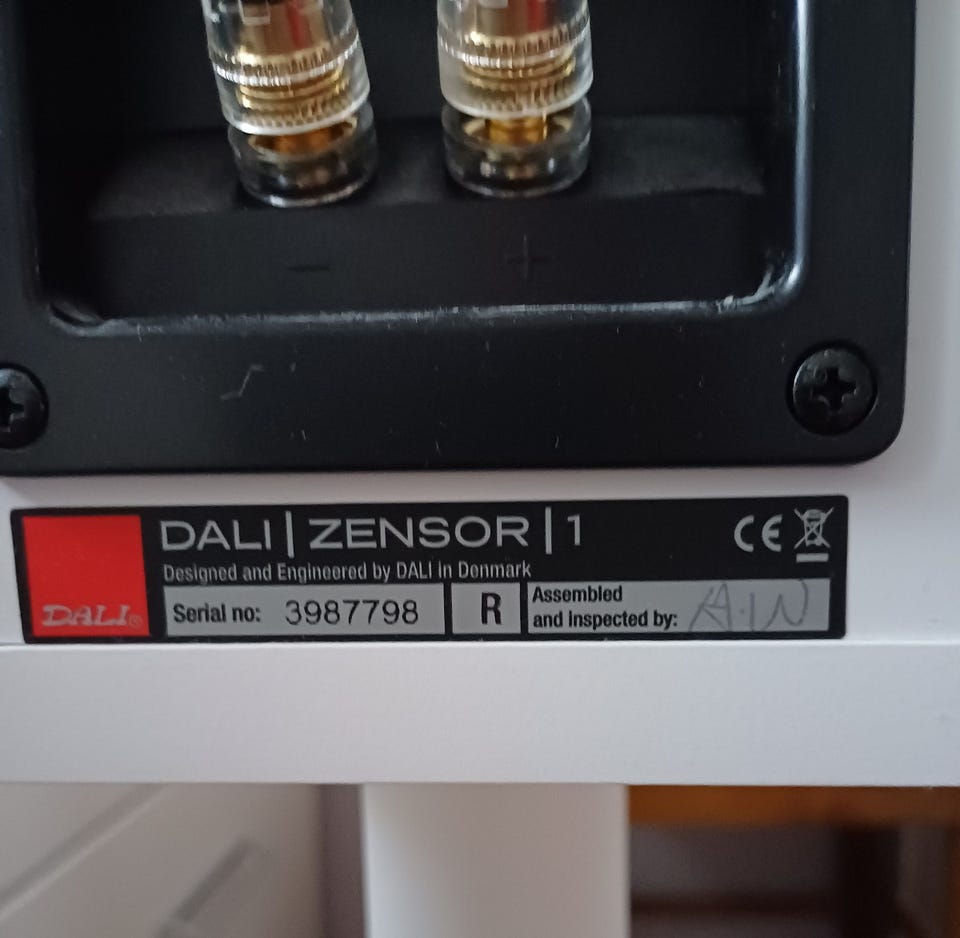 − +
DALI | ZENSOR | 1 CE
Designed and Engineered by DALI in Denmark
DALI®
Serial no: 3987798
R
Assembled
and inspected by: A.W